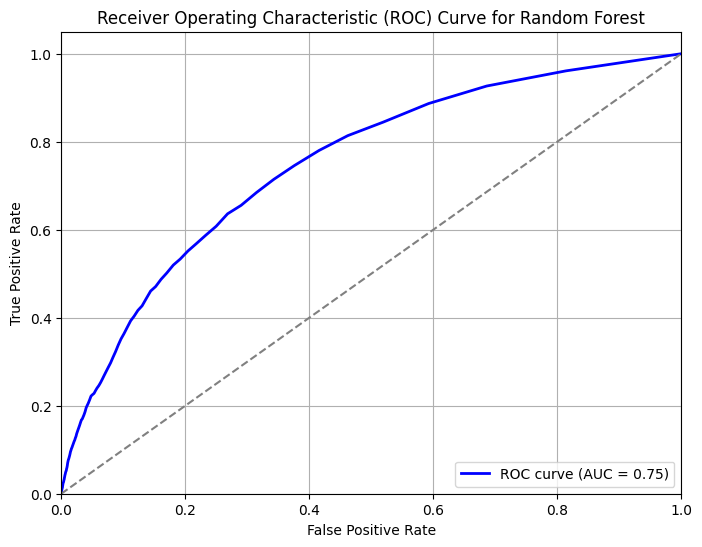 Receiver Operating Characteristic (ROC) Curve for Random Forest
True Positive Rate
1.0
0.8
0.6
0.4
0.2
0.0
0.0 0.2 0.4 0.6 0.8 1.0
False Positive Rate
ROC curve (AUC = 0.75)